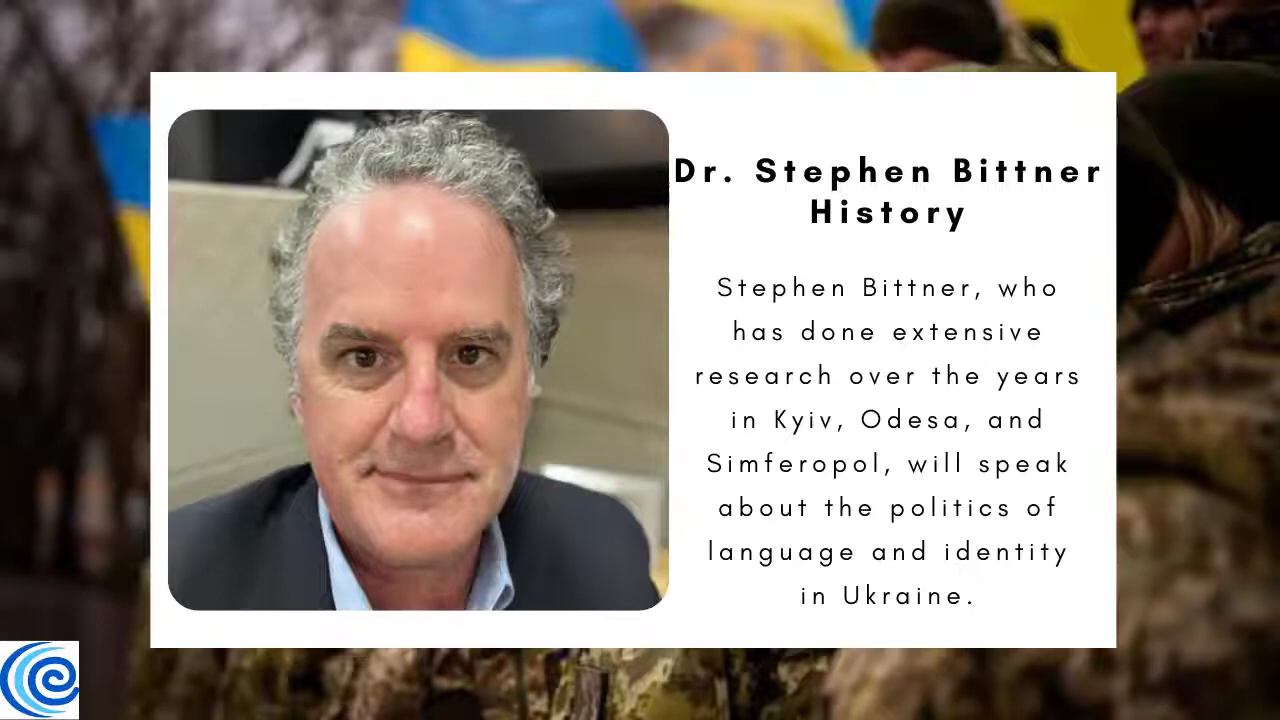 Dr. Stephen Bittner
History
Stephen Bittner, who
has done extensive
research over the years
in Kyiv, Odesa, and
Simferopol, will speak
about the politics of
language and identity
in Ukraine.